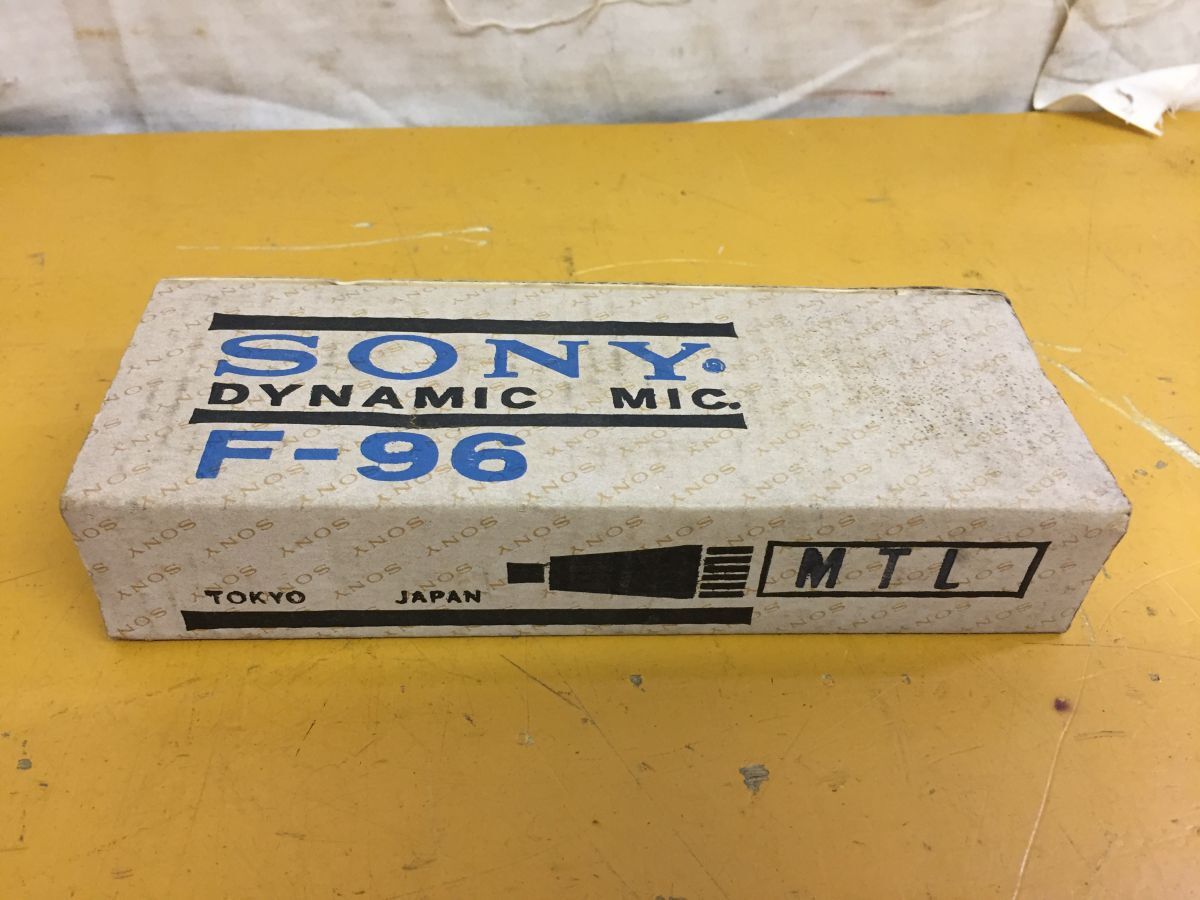 SONY®
DYNAMIC MIC.
F-96
TOKYO JAPAN
MTL